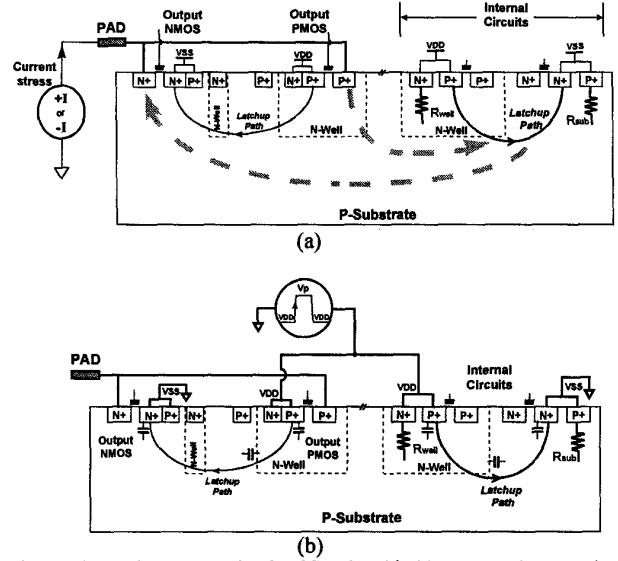 Output NMOS
Output PMOS
Internal Circuits
PAD
VSS
VDD
VDD
VSS
Current stress
+I
or
-I
N+ N+ P+ N+ P+ N+ P+ P+ N+ P+ P+ N+ N+ P+
N-Well
Latchup Path
N-Well
Rwell
N-Well
Latchup Path
Rsub
P-Substrate
(a)
Vp
VDD VDD
PAD
Internal Circuits
VSS
VDD
VDD
VSS
N+ N+ P+ N+ P+ N+ P+ P+ N+ P+ P+ N+ N+ P+
Output NMOS
N-Well
Latchup Path
N-Well
Output PMOS
Rwell
N-Well
Latchup Path
Rsub
P-Substrate
(b)